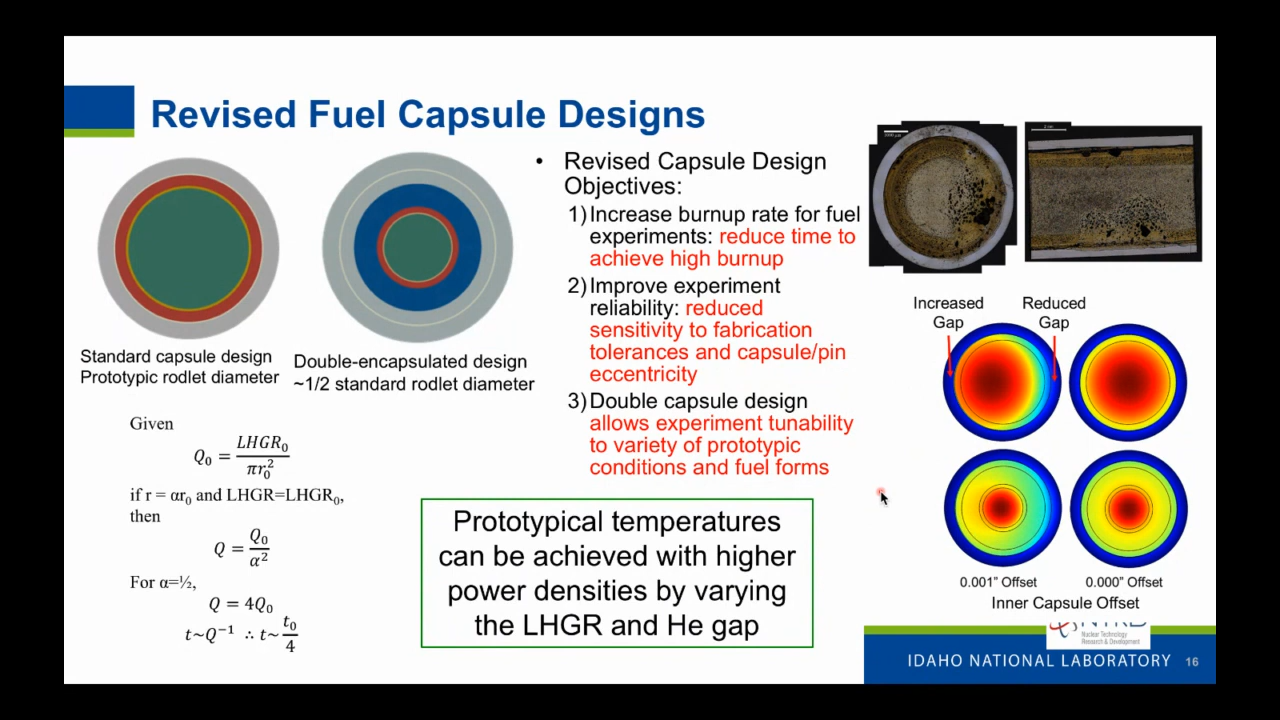 Revised Fuel Capsule Designs
Standard capsule design
Prototypic rodlet diameter
Double-encapsulated design
~1/2 standard rodlet diameter
Given
Q₀ = LHGR₀ / πr₀²
if r = αr₀ and LHGR=LHGR₀,
then
Q = Q₀ / α²
For α=½,
Q = 4Q₀
t~Q⁻¹ ∴ t~ t₀ / 4
• Revised Capsule Design
Objectives:
1) Increase burnup rate for fuel
experiments: reduce time to
achieve high burnup
2) Improve experiment
reliability: reduced
sensitivity to fabrication
tolerances and capsule/pin
eccentricity
3) Double capsule design
allows experiment tunability
to variety of prototypic
conditions and fuel forms
Prototypical temperatures
can be achieved with higher
power densities by varying
the LHGR and He gap
Increased
Gap
Reduced
Gap
0.001" Offset
0.000" Offset
Inner Capsule Offset
Nuclear Technology
Research & Development
IDAHO NATIONAL LABORATORY
16